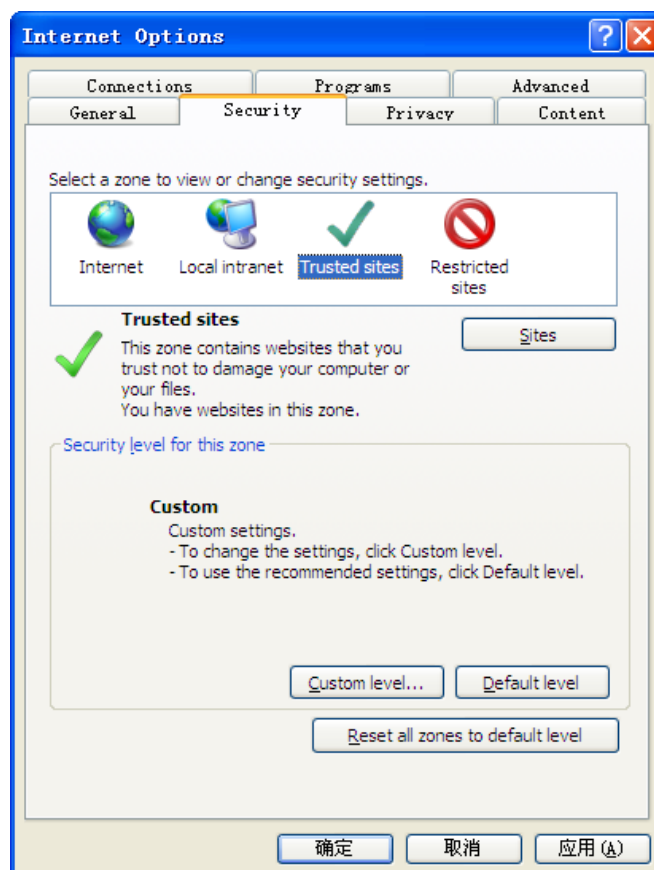 Internet Options
Connections Programs Advanced
General Security Privacy Content
Select a zone to view or change security settings.
Internet Local intranet Trusted sites Restricted
sites
Trusted sites
Sites
This zone contains websites that you
trust not to damage your computer or
your files.
You have websites in this zone.
Security level for this zone
Custom
Custom settings.
- To change the settings, click Custom level.
- To use the recommended settings, click Default level.
Custom level... Default level
Reset all zones to default level
确定 取消 应用(A)